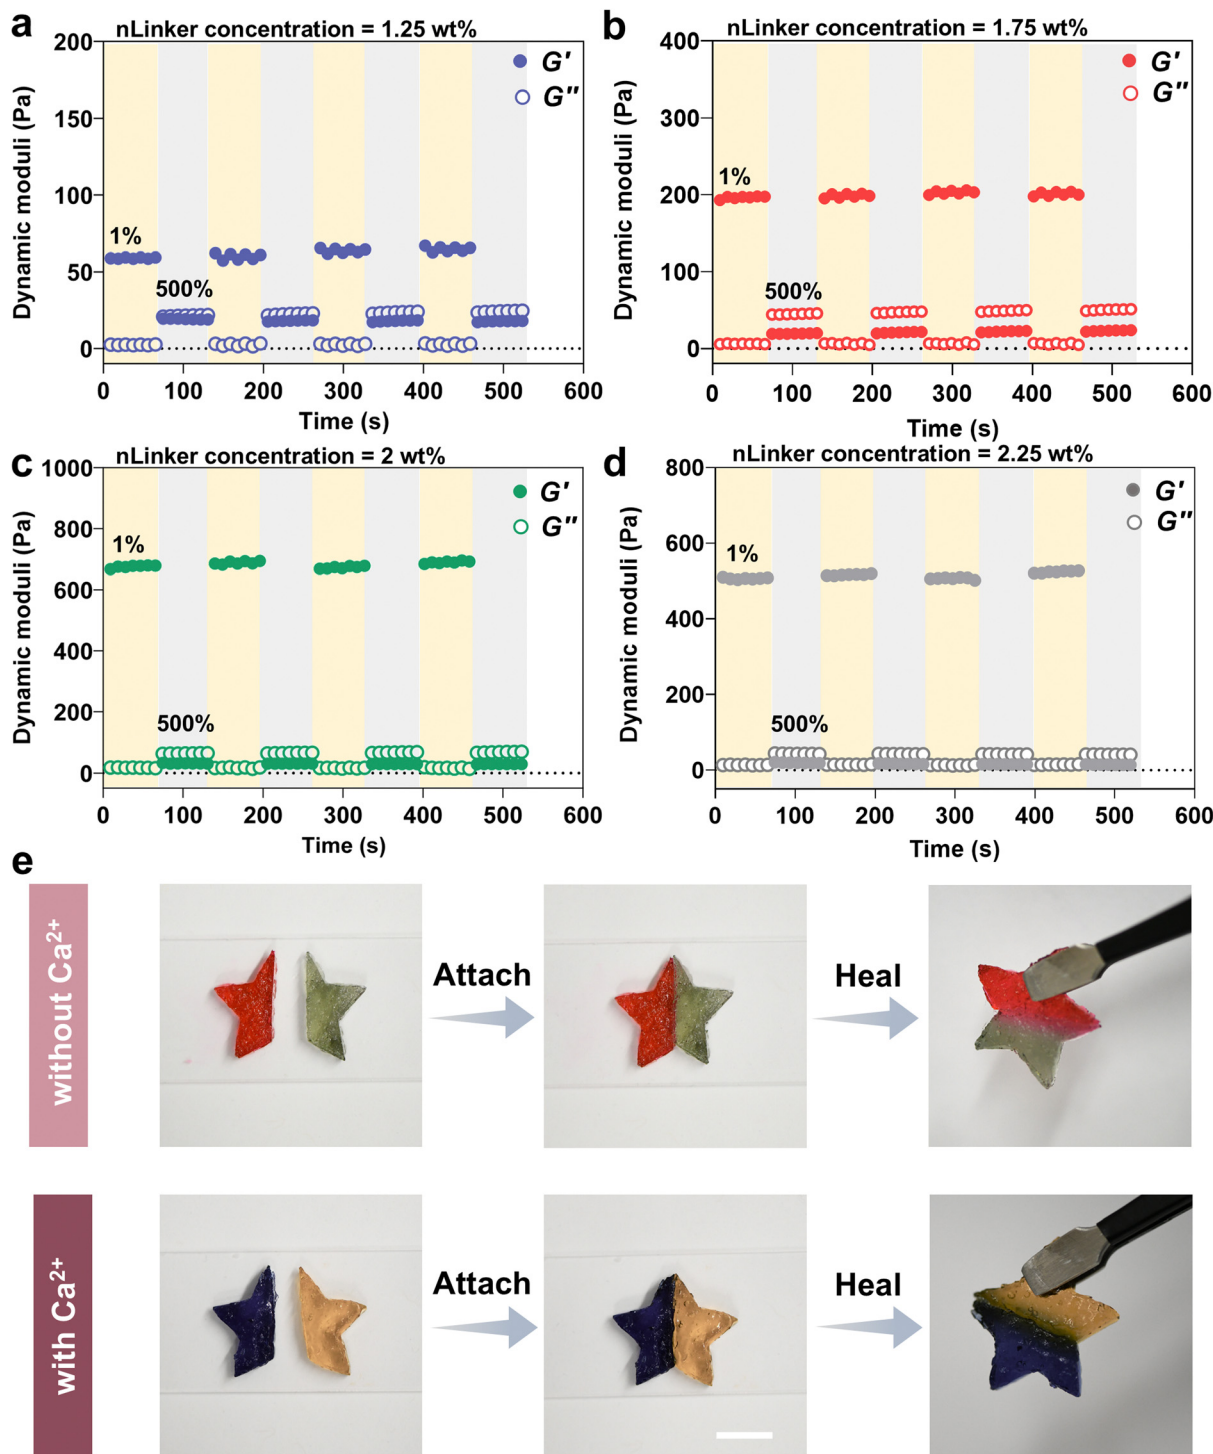 a
nLinker concentration = 1.25 wt%
200
150
100
50
0
Dynamic moduli (Pa)
G'
G''
1%
500%
0 100 200 300 400 500 600
Time (s)
b
nLinker concentration = 1.75 wt%
400
300
200
100
0
Dynamic moduli (Pa)
G'
G''
1%
500%
0 100 200 300 400 500 600
Time (s)
c
nLinker concentration = 2 wt%
1000
800
600
400
200
0
Dynamic moduli (Pa)
G'
G''
1%
500%
0 100 200 300 400 500 600
Time (s)
d
nLinker concentration = 2.25 wt%
800
600
400
200
0
Dynamic moduli (Pa)
G'
G''
1%
500%
0 100 200 300 400 500 600
Time (s)
e
without Ca²⁺
Attach
Heal
with Ca²⁺
Attach
Heal